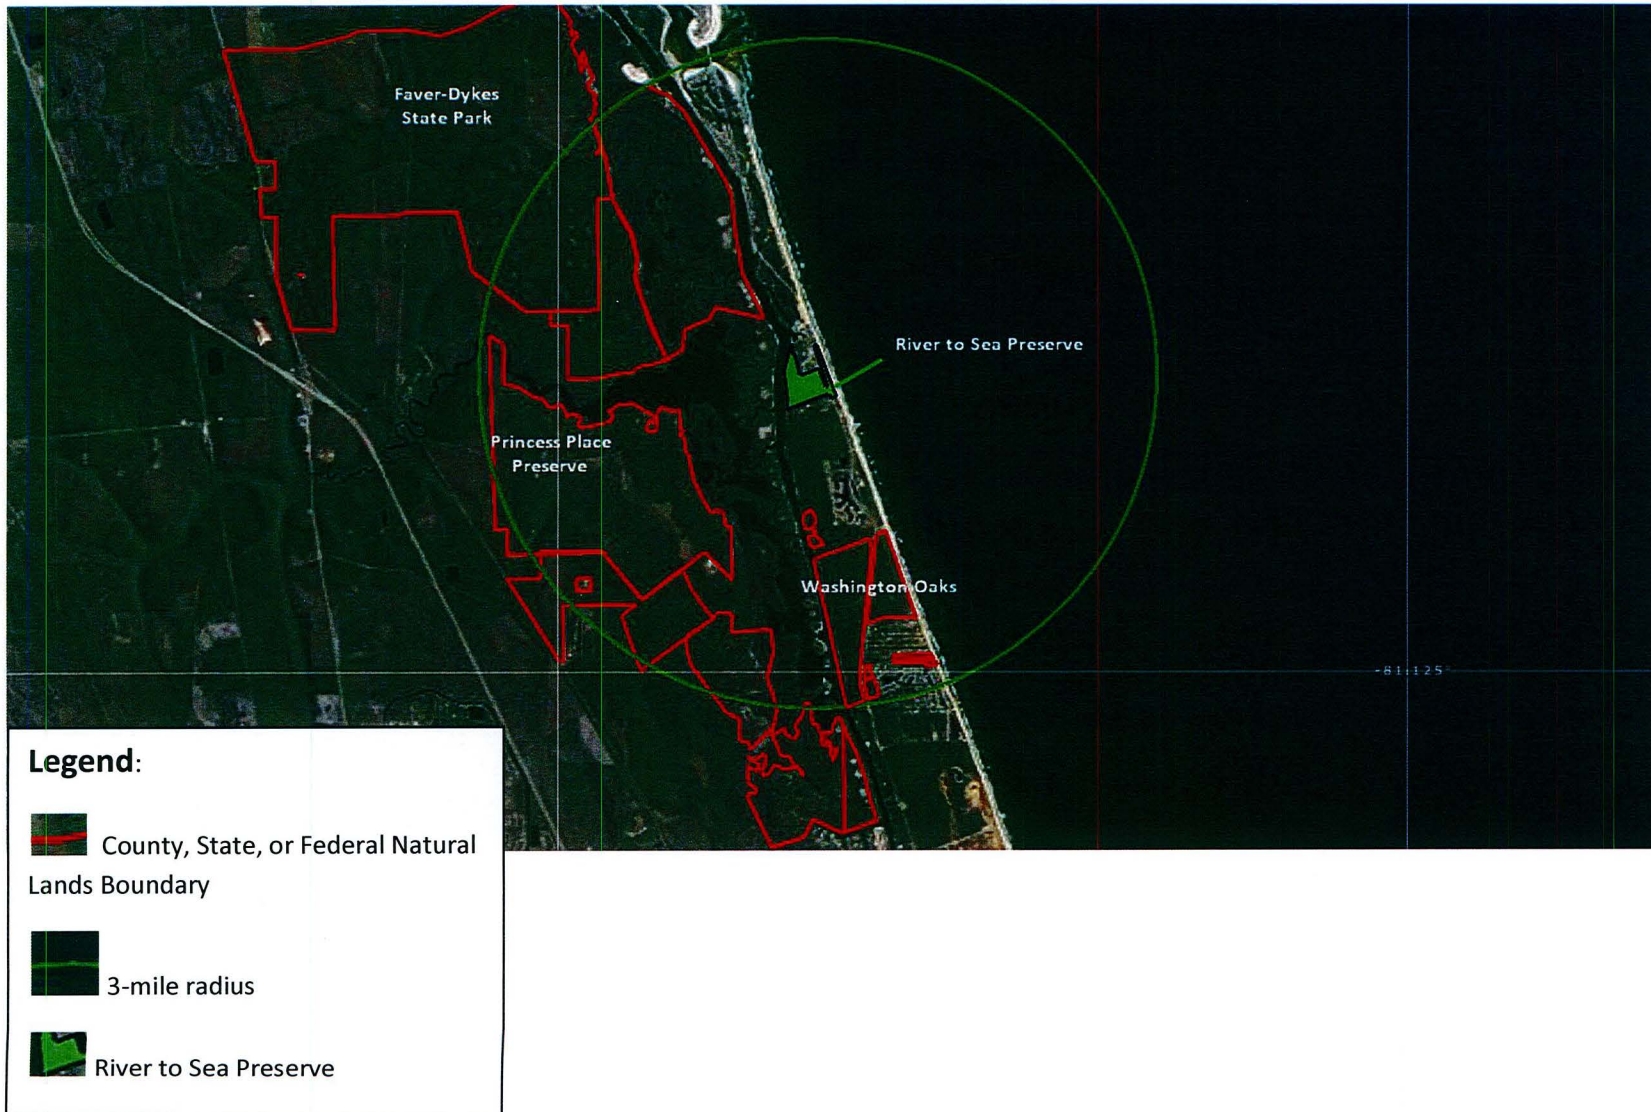 Faver-Dykes
State Park
River to Sea Preserve
Princess Place
Preserve
Washington Oaks
-81.125°
Legend:
County, State, or Federal Natural
Lands Boundary
3-mile radius
River to Sea Preserve